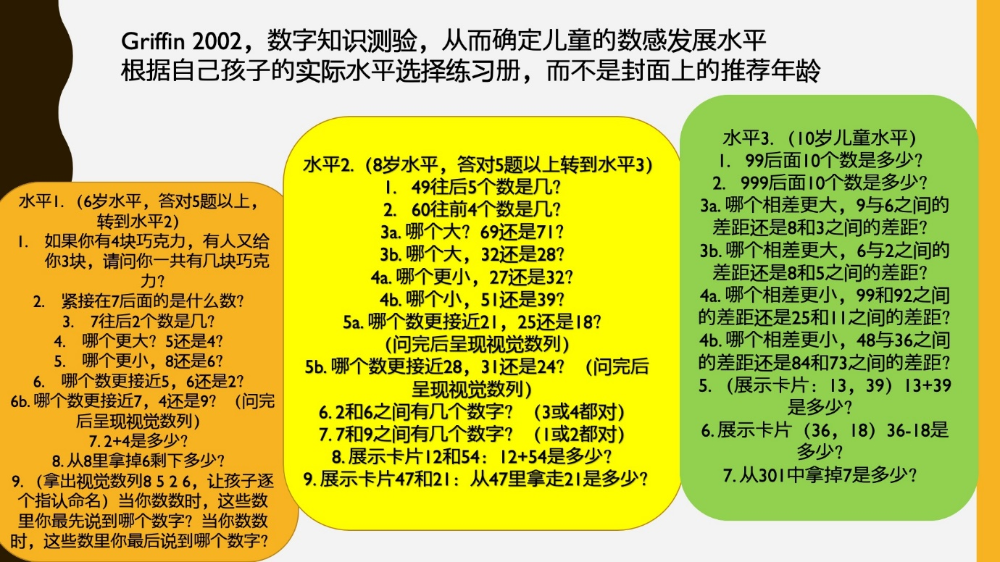 Griffin 2002，数字知识测验，从而确定儿童的数感发展水平
根据自己孩子的实际水平选择练习册，而不是封面上的推荐年龄
水平1.（6岁水平，答对5题以上，
转到水平2）
1. 如果你有4块巧克力，有人又给
你3块，请问你一共有几块巧克
力？
2. 紧接在7后面的是什么数？
3. 7往后2个数是几？
4. 哪个更大？5还是4？
5. 哪个更小，8还是6？
6. 哪个数更接近5，6还是2？
6b. 哪个数更接近7，4还是9？（问完
后呈现视觉数列）
7. 2+4是多少？
8. 从8里拿掉6剩下多少？
9.（拿出视觉数列8 5 2 6，让孩子逐
个指认命名）当你数数时，这些数
里你最先说到哪个数字？当你数数
时，这些数里你最后说到哪个数字？
水平2.（8岁水平，答对5题以上转到水平3）
1. 49往后5个数是几？
2. 60往前4个数是几？
3a. 哪个大？69还是71？
3b. 哪个大，32还是28？
4a. 哪个更小，27还是32？
4b. 哪个小，51还是39？
5a. 哪个数更接近21，25还是18？
（问完后呈现视觉数列）
5b. 哪个数更接近28，31还是24？（问完后
呈现视觉数列）
6. 2和6之间有几个数字？（3或4都对）
7. 7和9之间有几个数字？（1或2都对）
8. 展示卡片12和54：12+54是多少？
9. 展示卡片47和21：从47里拿走21是多少？
水平3.（10岁儿童水平）
1. 99后面10个数是多少？
2. 999后面10个数是多少？
3a. 哪个相差更大，9与6之间的
差距还是8和3之间的差距？
3b. 哪个相差更大，6与2之间的
差距还是8和5之间的差距？
4a. 哪个相差更小，99和92之间
的差距还是25和11之间的差距？
4b. 哪个相差更小，48与36之间
的差距还是84和73之间的差距？
5.（展示卡片：13，39）13+39
是多少？
6. 展示卡片（36，18）36-18是
多少？
7. 从301中拿掉7是多少？